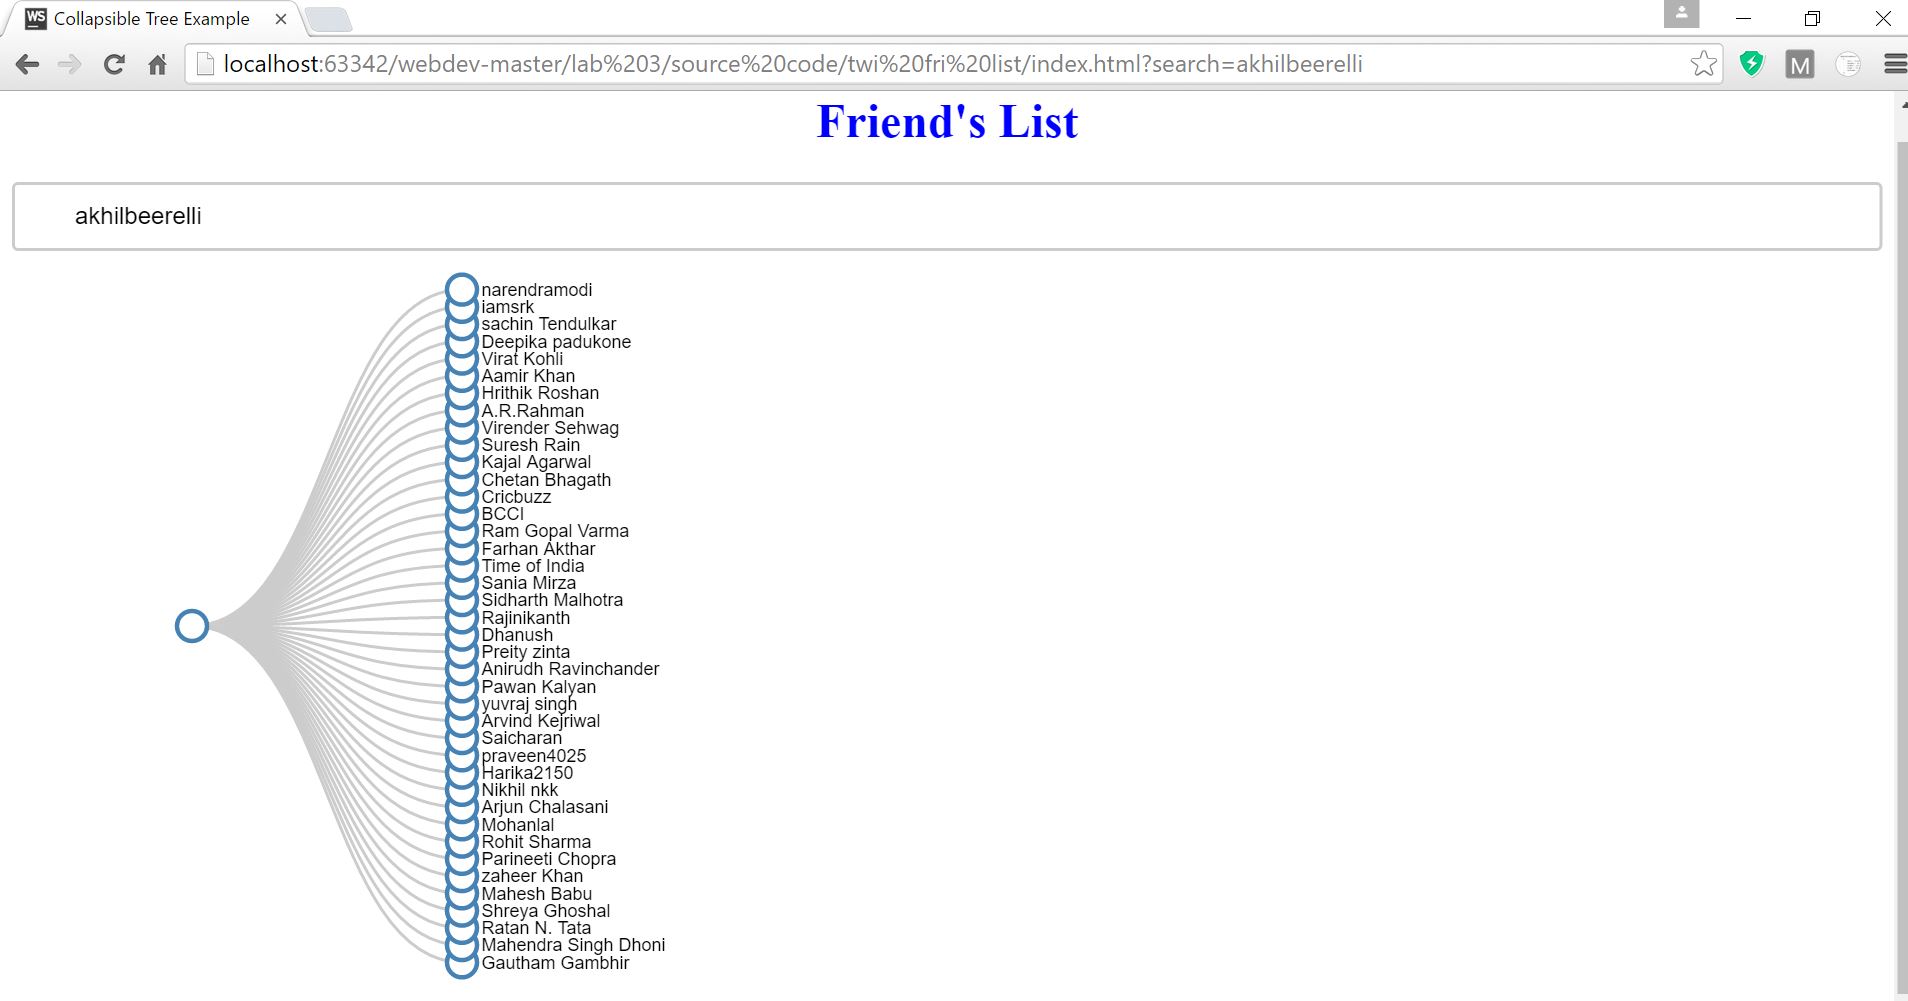 WS Collapsible Tree Example
localhost:63342/webdev-master/lab%203/source%20code/twi%20fri%20list/index.html?search=akhilbeerelli
M
Friend's List
akhilbeerelli
narendramodi
iamsrk
sachin Tendulkar
Deepika padukone
Virat Kohli
Aamir Khan
Hrithik Roshan
A.R.Rahman
Virender Sehwag
Suresh Rain
Kajal Agarwal
Chetan Bhagath
Cricbuzz
BCCI
Ram Gopal Varma
Farhan Akthar
Time of India
Sania Mirza
Sidharth Malhotra
Rajinikanth
Dhanush
Preity zinta
Anirudh Ravinchander
Pawan Kalyan
yuvraj singh
Arvind Kejriwal
Saicharan
praveen4025
Harika2150
Nikhil nkk
Arjun Chalasani
Mohanlal
Rohit Sharma
Parineeti Chopra
zaheer Khan
Mahesh Babu
Shreya Ghoshal
Ratan N. Tata
Mahendra Singh Dhoni
Gautham Gambhir